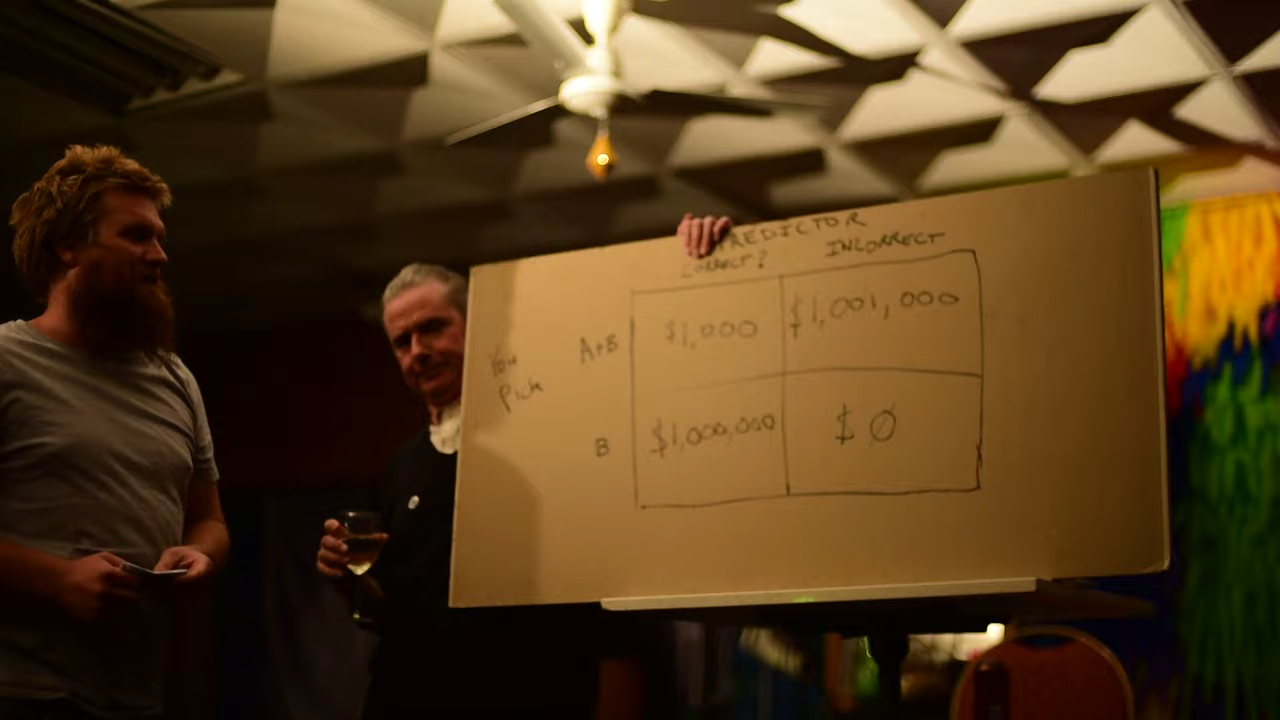 PREDICTOR
CORRECT? INCORRECT
You Pick
A+B $1,000 $1,001,000
B $1,000,000 $0